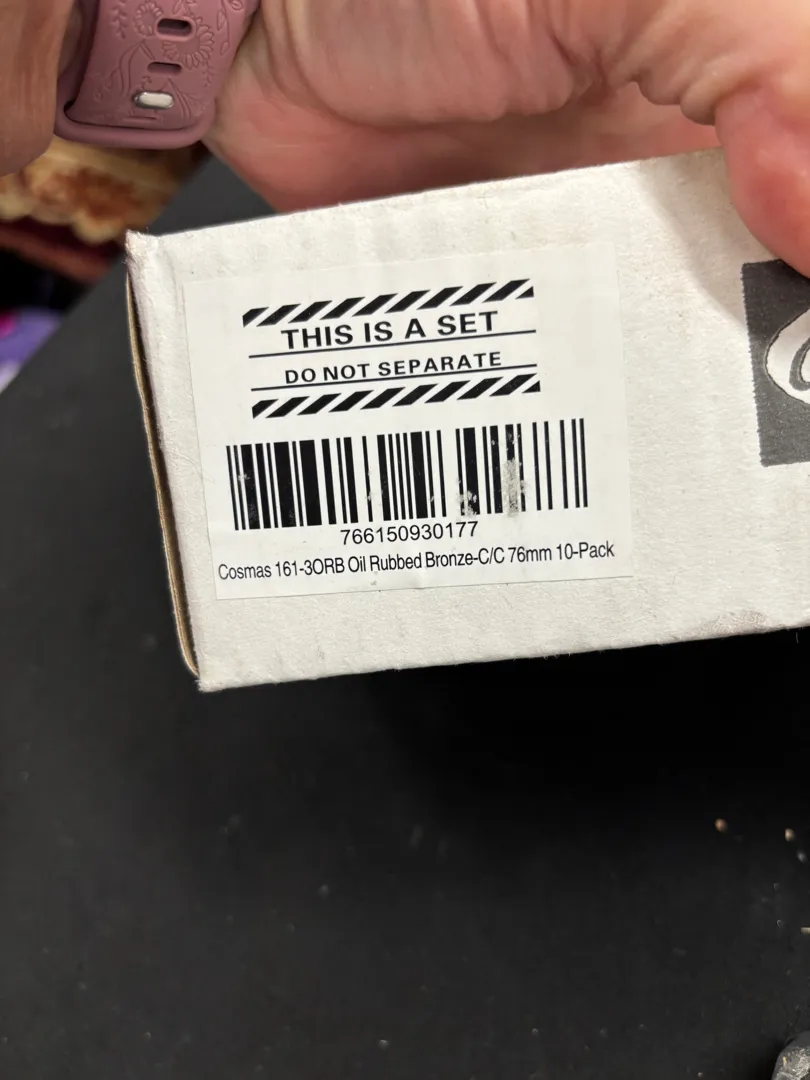 THIS IS A SET
DO NOT SEPARATE
766150930177
Cosmas 161-3ORB Oil Rubbed Bronze-C/C 76mm 10-Pack